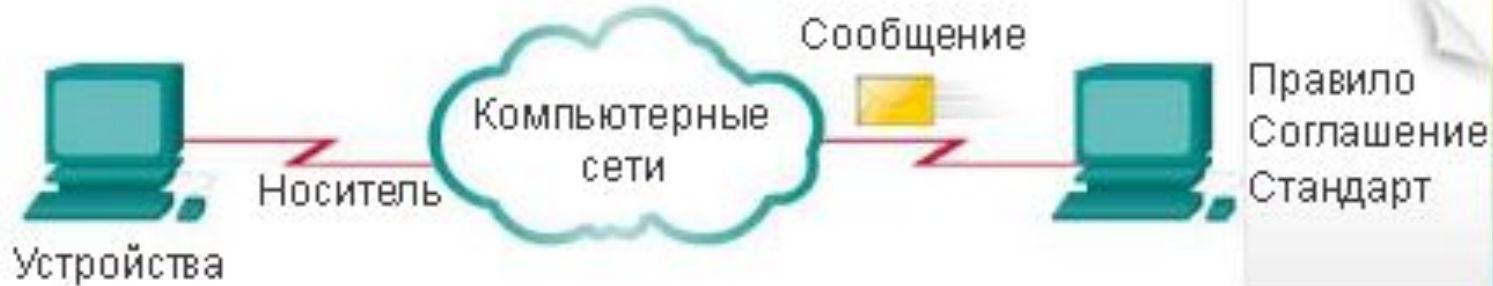 Сообщение
Компьютерные
сети
Носитель
Устройства
Правило
Соглашение
Стандарт